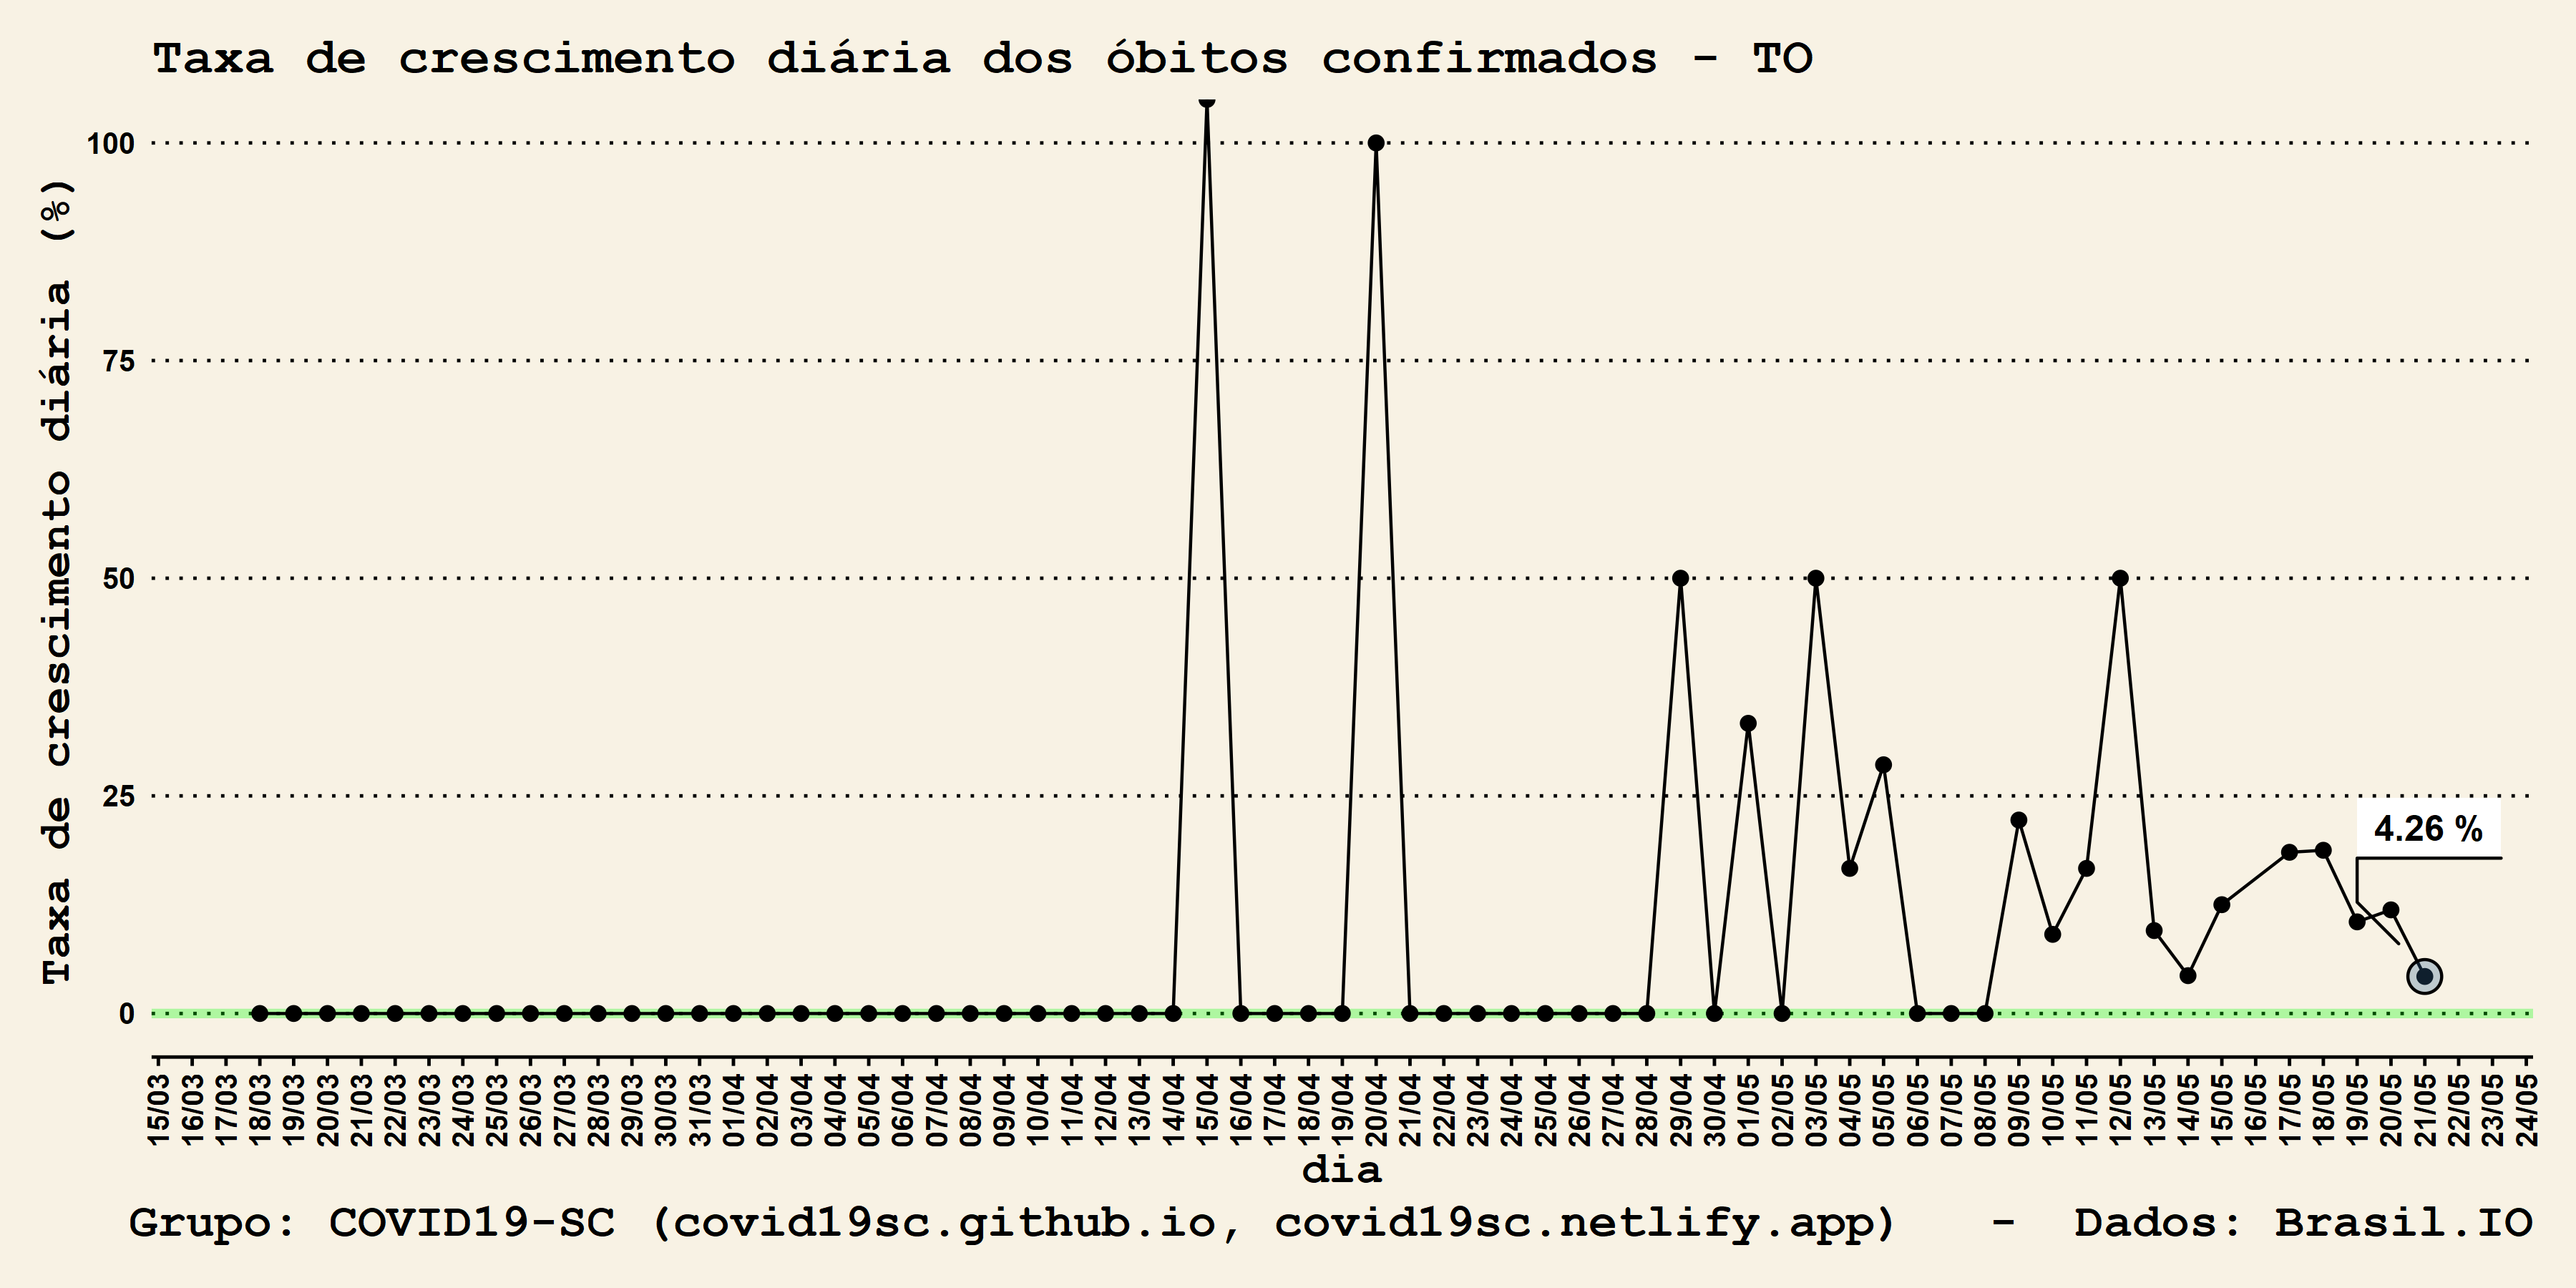 Taxa de crescimento diária dos óbitos confirmados - TO
Taxa de crescimento diária (%)
100
75
50
25
0
4.26 %
15/03 16/03 17/03 18/03 19/03 20/03 21/03 22/03 23/03 24/03 25/03 26/03 27/03 28/03 29/03 30/03 31/03 01/04 02/04 03/04 04/04 05/04 06/04 07/04 08/04 09/04 10/04 11/04 12/04 13/04 14/04 15/04 16/04 17/04 18/04 19/04 20/04 21/04 22/04 23/04 24/04 25/04 26/04 27/04 28/04 29/04 30/04 01/05 02/05 03/05 04/05 05/05 06/05 07/05 08/05 09/05 10/05 11/05 12/05 13/05 14/05 15/05 16/05 17/05 18/05 19/05 20/05 21/05 22/05 23/05 24/05
dia
Grupo: COVID19-SC (covid19sc.github.io, covid19sc.netlify.app) - Dados: Brasil.IO